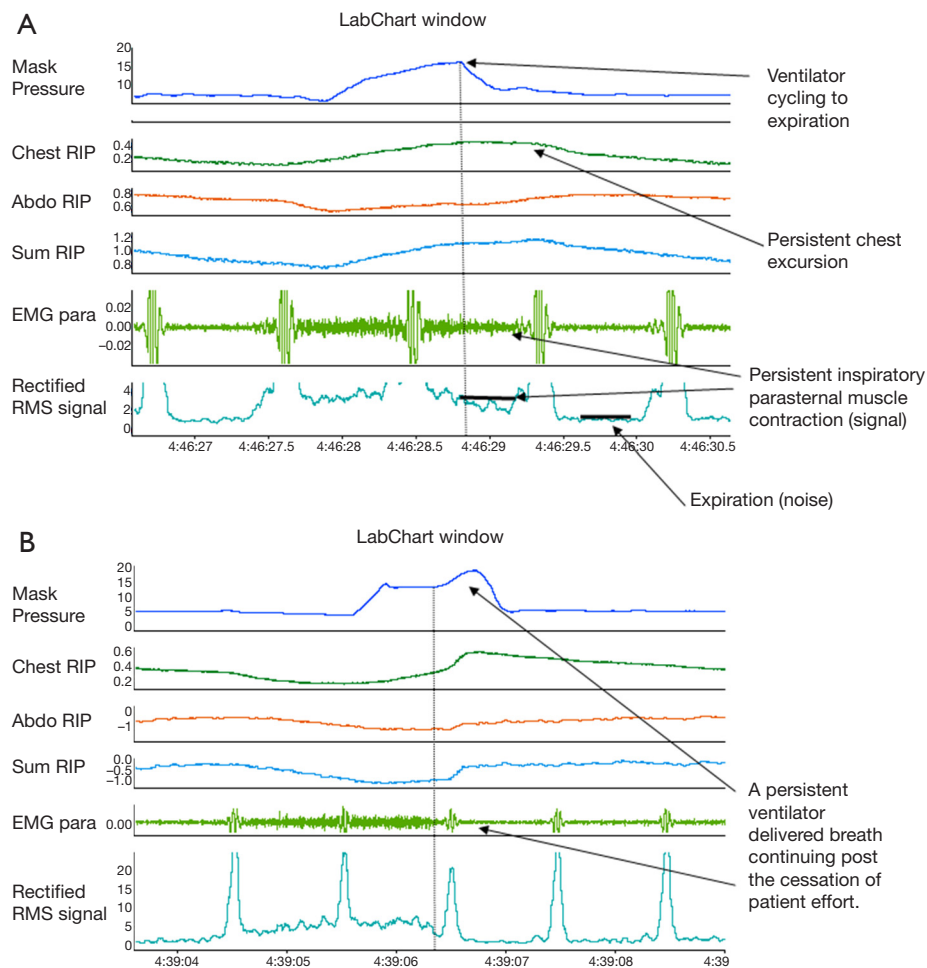 A
LabChart window
Mask
Pressure
20
15
10
5
Ventilator
cycling to
expiration
Chest RIP
0.4
0.2
Abdo RIP
0.8
0.6
Sum RIP
1.2
1.0
0.8
Persistent chest
excursion
EMG para
0.02
0.00
−0.02
Rectified
RMS signal
4
2
0
Persistent inspiratory
parasternal muscle
contraction (signal)
4:46:27 4:46:27.5 4:46:28 4:46:28.5 4:46:29 4:46:29.5 4:46:30 4:46:30.5
Expiration (noise)
B
LabChart window
Mask
Pressure
20
15
10
5
0
Chest RIP
0.6
0.4
0.2
Abdo RIP
0
−1
Sum RIP
0.0
−0.5
−1.0
EMG para
0.00
A persistent
ventilator
delivered breath
continuing post
the cessation of
patient effort.
Rectified
RMS signal
20
15
10
5
0
4:39:04 4:39:05 4:39:06 4:39:07 4:39:08 4:39